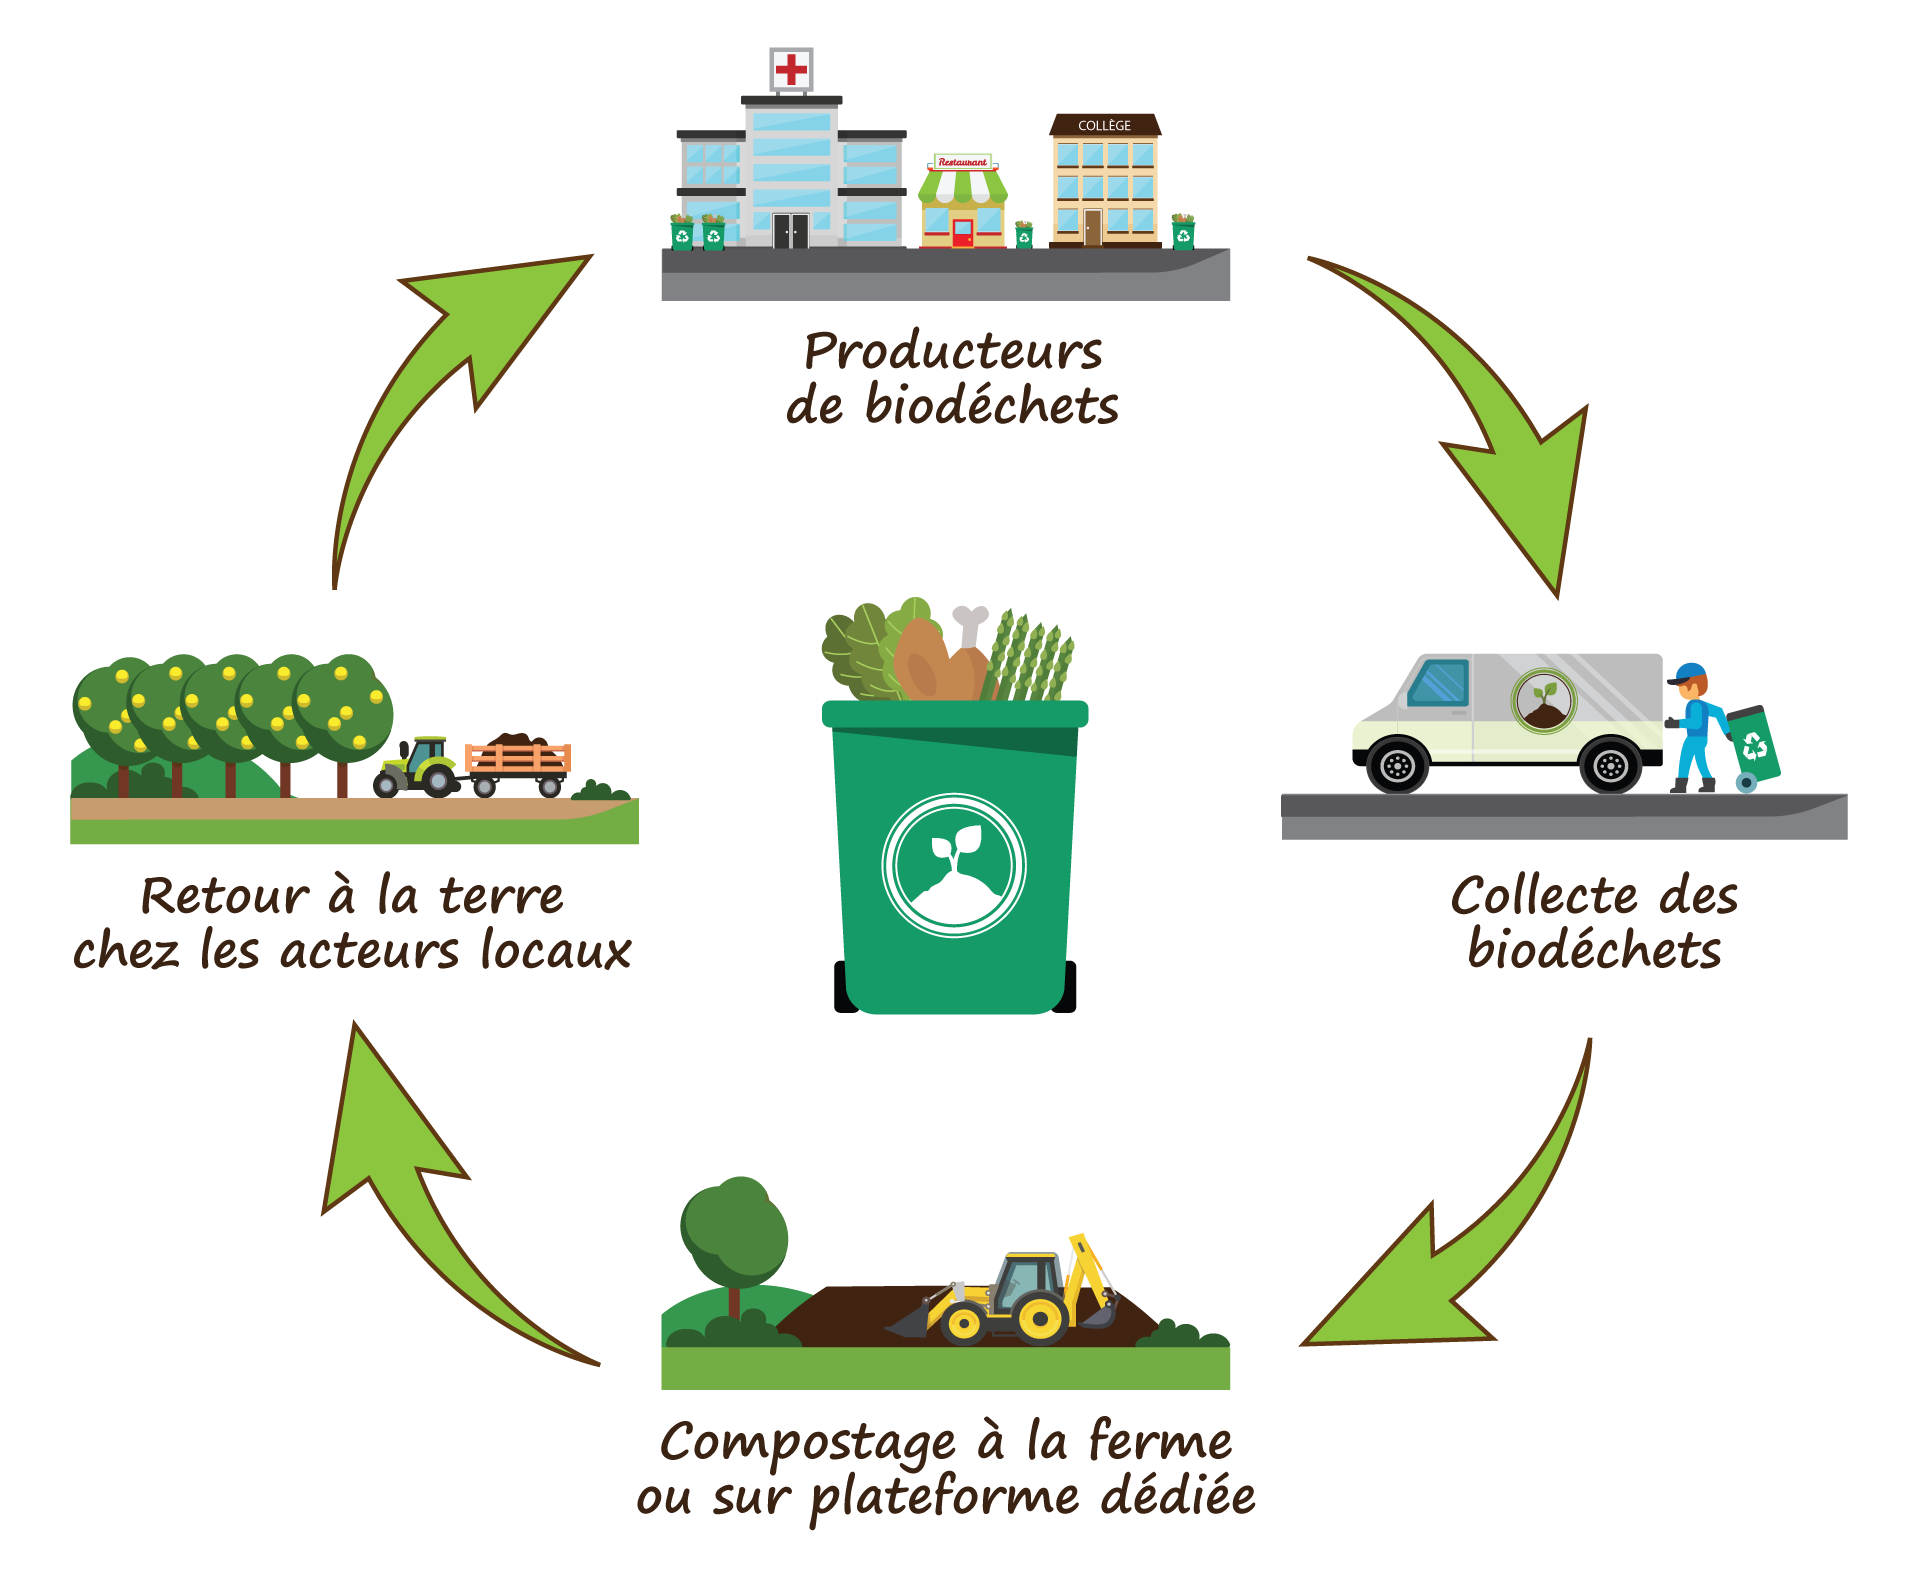 Restaurant
COLLÈGE
Producteurs
de biodéchets
Retour à la terre
chez les acteurs locaux
Collecte des
biodéchets
Compostage à la ferme
ou sur plateforme dédiée